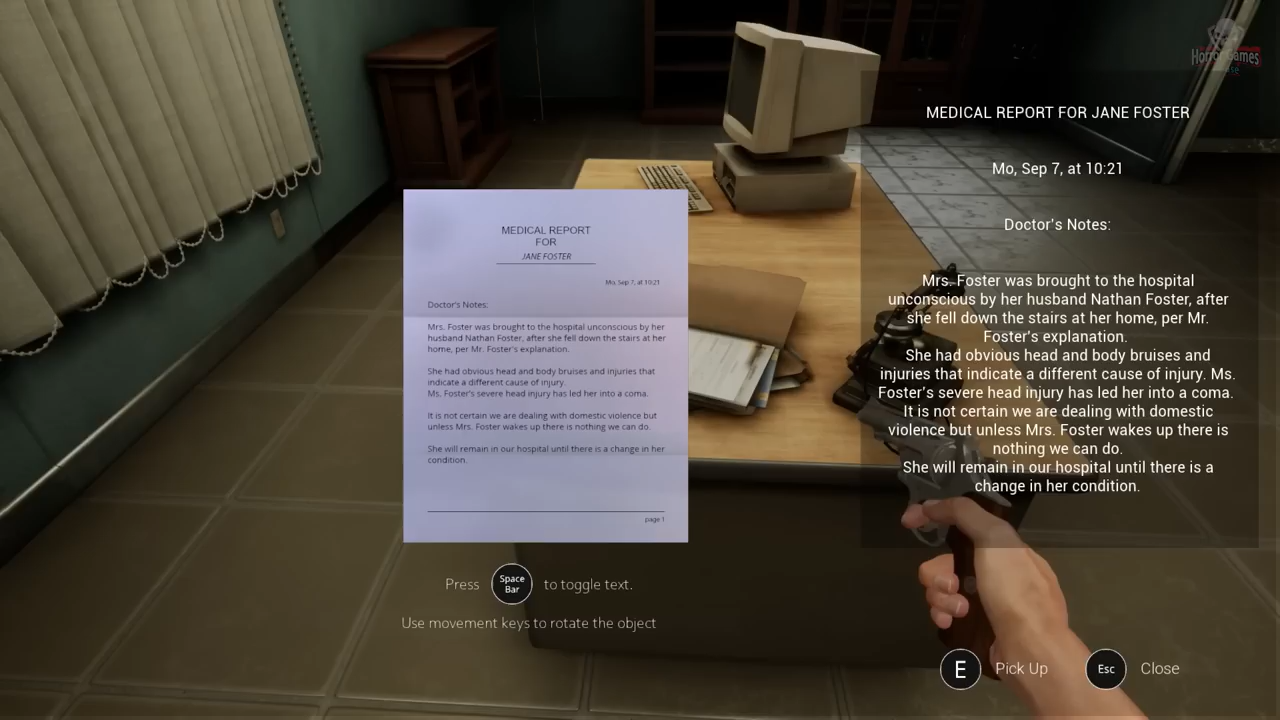 Horror Games
MEDICAL REPORT FOR JANE FOSTER
Mo, Sep 7, at 10:21
Doctor's Notes:
Mrs. Foster was brought to the hospital
unconscious by her husband Nathan Foster, after
she fell down the stairs at her home, per Mr.
Foster's explanation.
She had obvious head and body bruises and
injuries that indicate a different cause of injury. Ms.
Foster's severe head injury has led her into a coma.
It is not certain we are dealing with domestic
violence but unless Mrs. Foster wakes up there is
nothing we can do.
She will remain in our hospital until there is a
change in her condition.
MEDICAL REPORT
FOR
JANE FOSTER
Mo, Sep 7, at 10:21
Doctor's Notes:
Mrs. Foster was brought to the hospital unconscious by her
husband Nathan Foster, after she fell down the stairs at her
home, per Mr. Foster's explanation.
She had obvious head and body bruises and injuries that
indicate a different cause of injury.
Ms. Foster's severe head injury has led her into a coma.
It is not certain we are dealing with domestic violence but
unless Mrs. Foster wakes up there is nothing we can do.
She will remain in our hospital until there is a change in her
condition.
page 1
Press Space Bar to toggle text.
Use movement keys to rotate the object
E Pick Up Esc Close